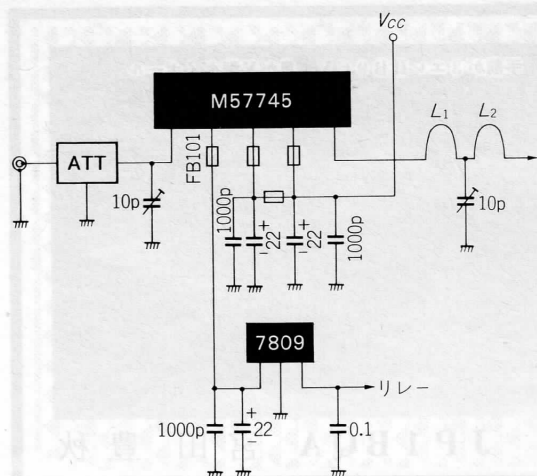 Vcc
M57745
L₁ L₂
ATT
FB101
10p
1000p
+
−22
+
−22
1000p
10p
7809
リレー
1000p
+
−22
0.1